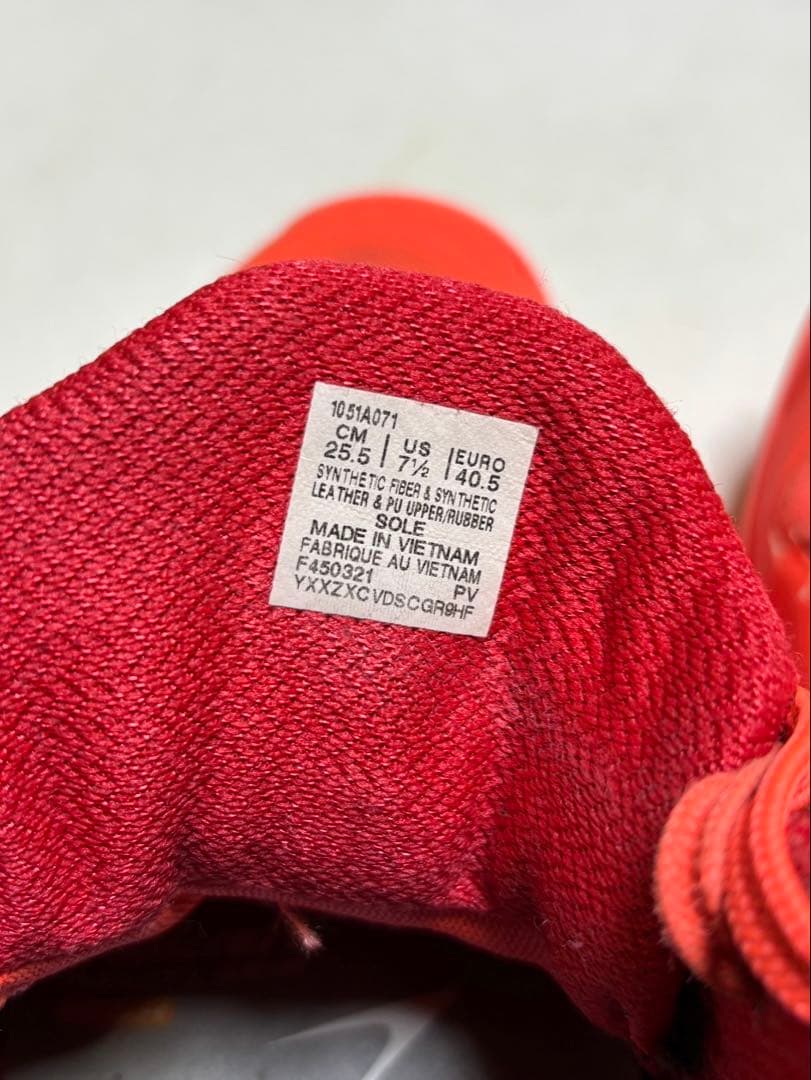 1051A071
CM | US | EURO
25.5 | 7½ | 40.5
SYNTHETIC FIBER & SYNTHETIC
LEATHER & PU UPPER/RUBBER
SOLE
MADE IN VIETNAM
FABRIQUE AU VIETNAM
F450321 PV
YXXZXCVDSCGR9HF